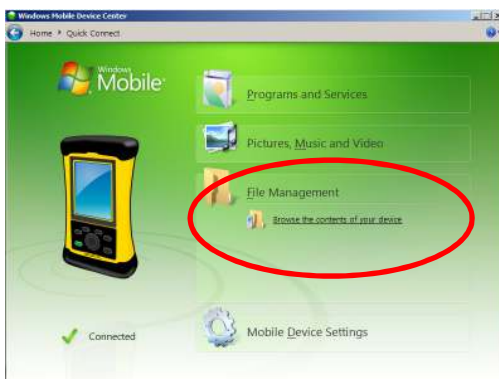 Windows Mobile Device Center
Home ▸ Quick Connect
Windows
Mobile
Programs and Services
Pictures, Music and Video
File Management
Browse the contents of your device
Mobile Device Settings
Connected